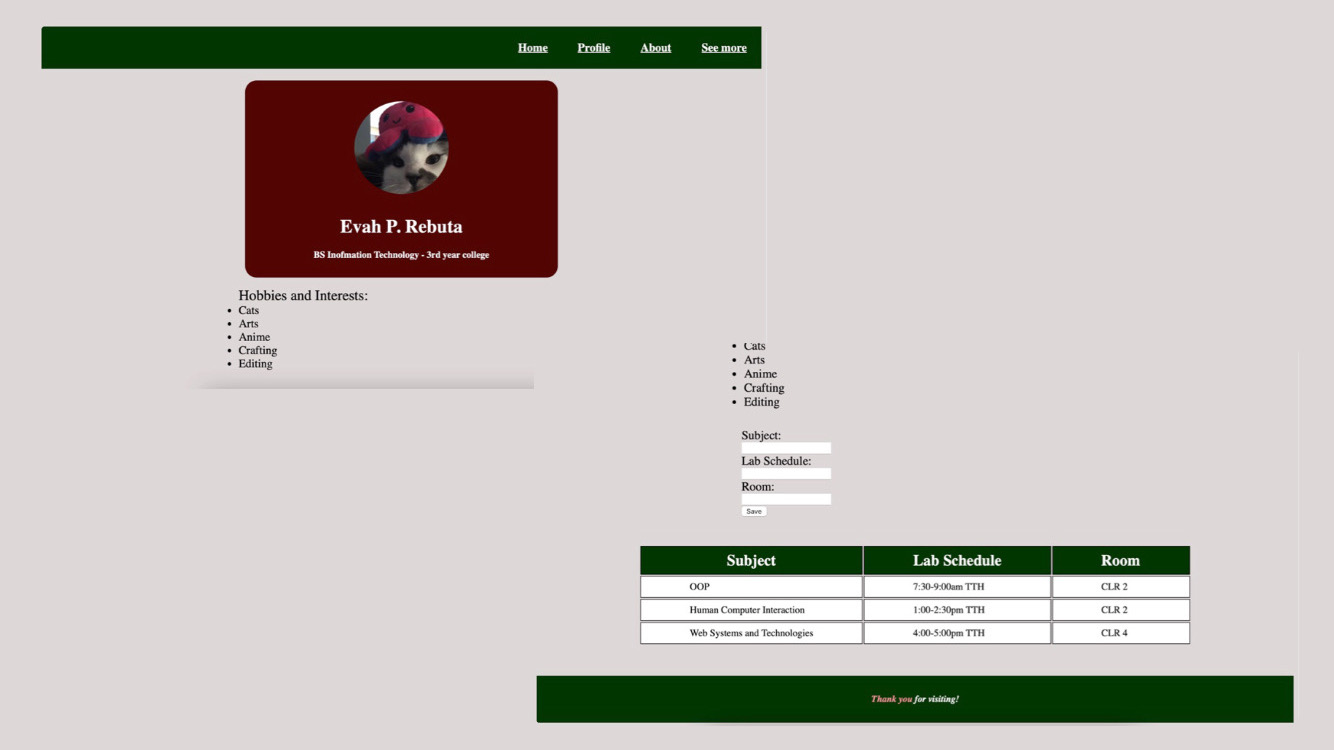 Home Profile About See more
Evah P. Rebuta
BS Inofmation Technology - 3rd year college
Hobbies and Interests:
Cats
Arts
Anime
Crafting
Editing
Cats
Arts
Anime
Crafting
Editing
Subject:
Lab Schedule:
Room:
Save
Subject Lab Schedule Room
OOP 7:30-9:00am TTH CLR 2
Human Computer Interaction 1:00-2:30pm TTH CLR 2
Web Systems and Technologies 4:00-5:00pm TTH CLR 4
Thank you for visiting!